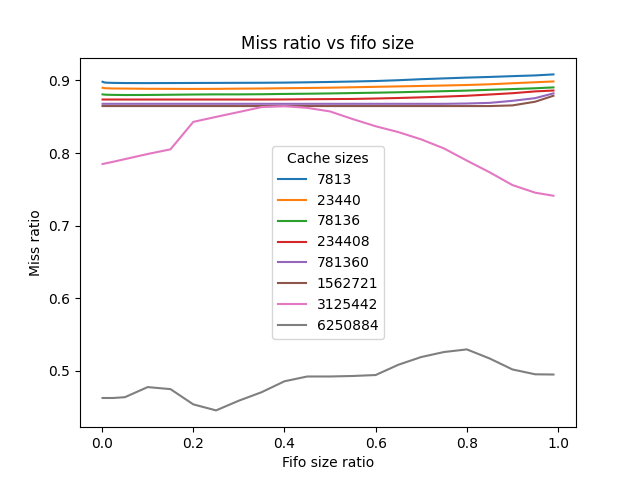 Miss ratio vs fifo size
Miss ratio
0.9
0.8
0.7
0.6
0.5
Cache sizes
7813
23440
78136
234408
781360
1562721
3125442
6250884
0.0 0.2 0.4 0.6 0.8 1.0
Fifo size ratio